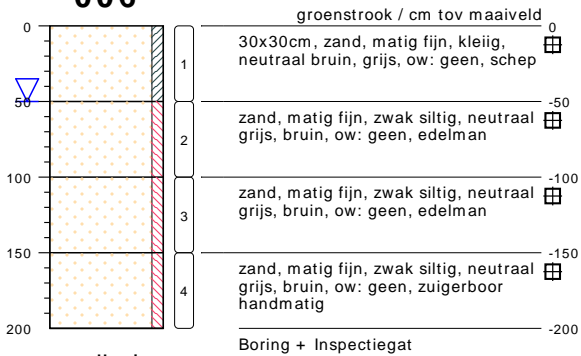 groenstrook / cm tov maaiveld
0
0
30x30cm, zand, matig fijn, kleiig,
neutraal bruin, grijs, ow: geen, schep
1
50
-50
zand, matig fijn, zwak siltig, neutraal
grijs, bruin, ow: geen, edelman
2
100
-100
zand, matig fijn, zwak siltig, neutraal
grijs, bruin, ow: geen, edelman
3
150
-150
zand, matig fijn, zwak siltig, neutraal
grijs, bruin, ow: geen, zuigerboor
handmatig
4
200
-200
Boring + Inspectiegat